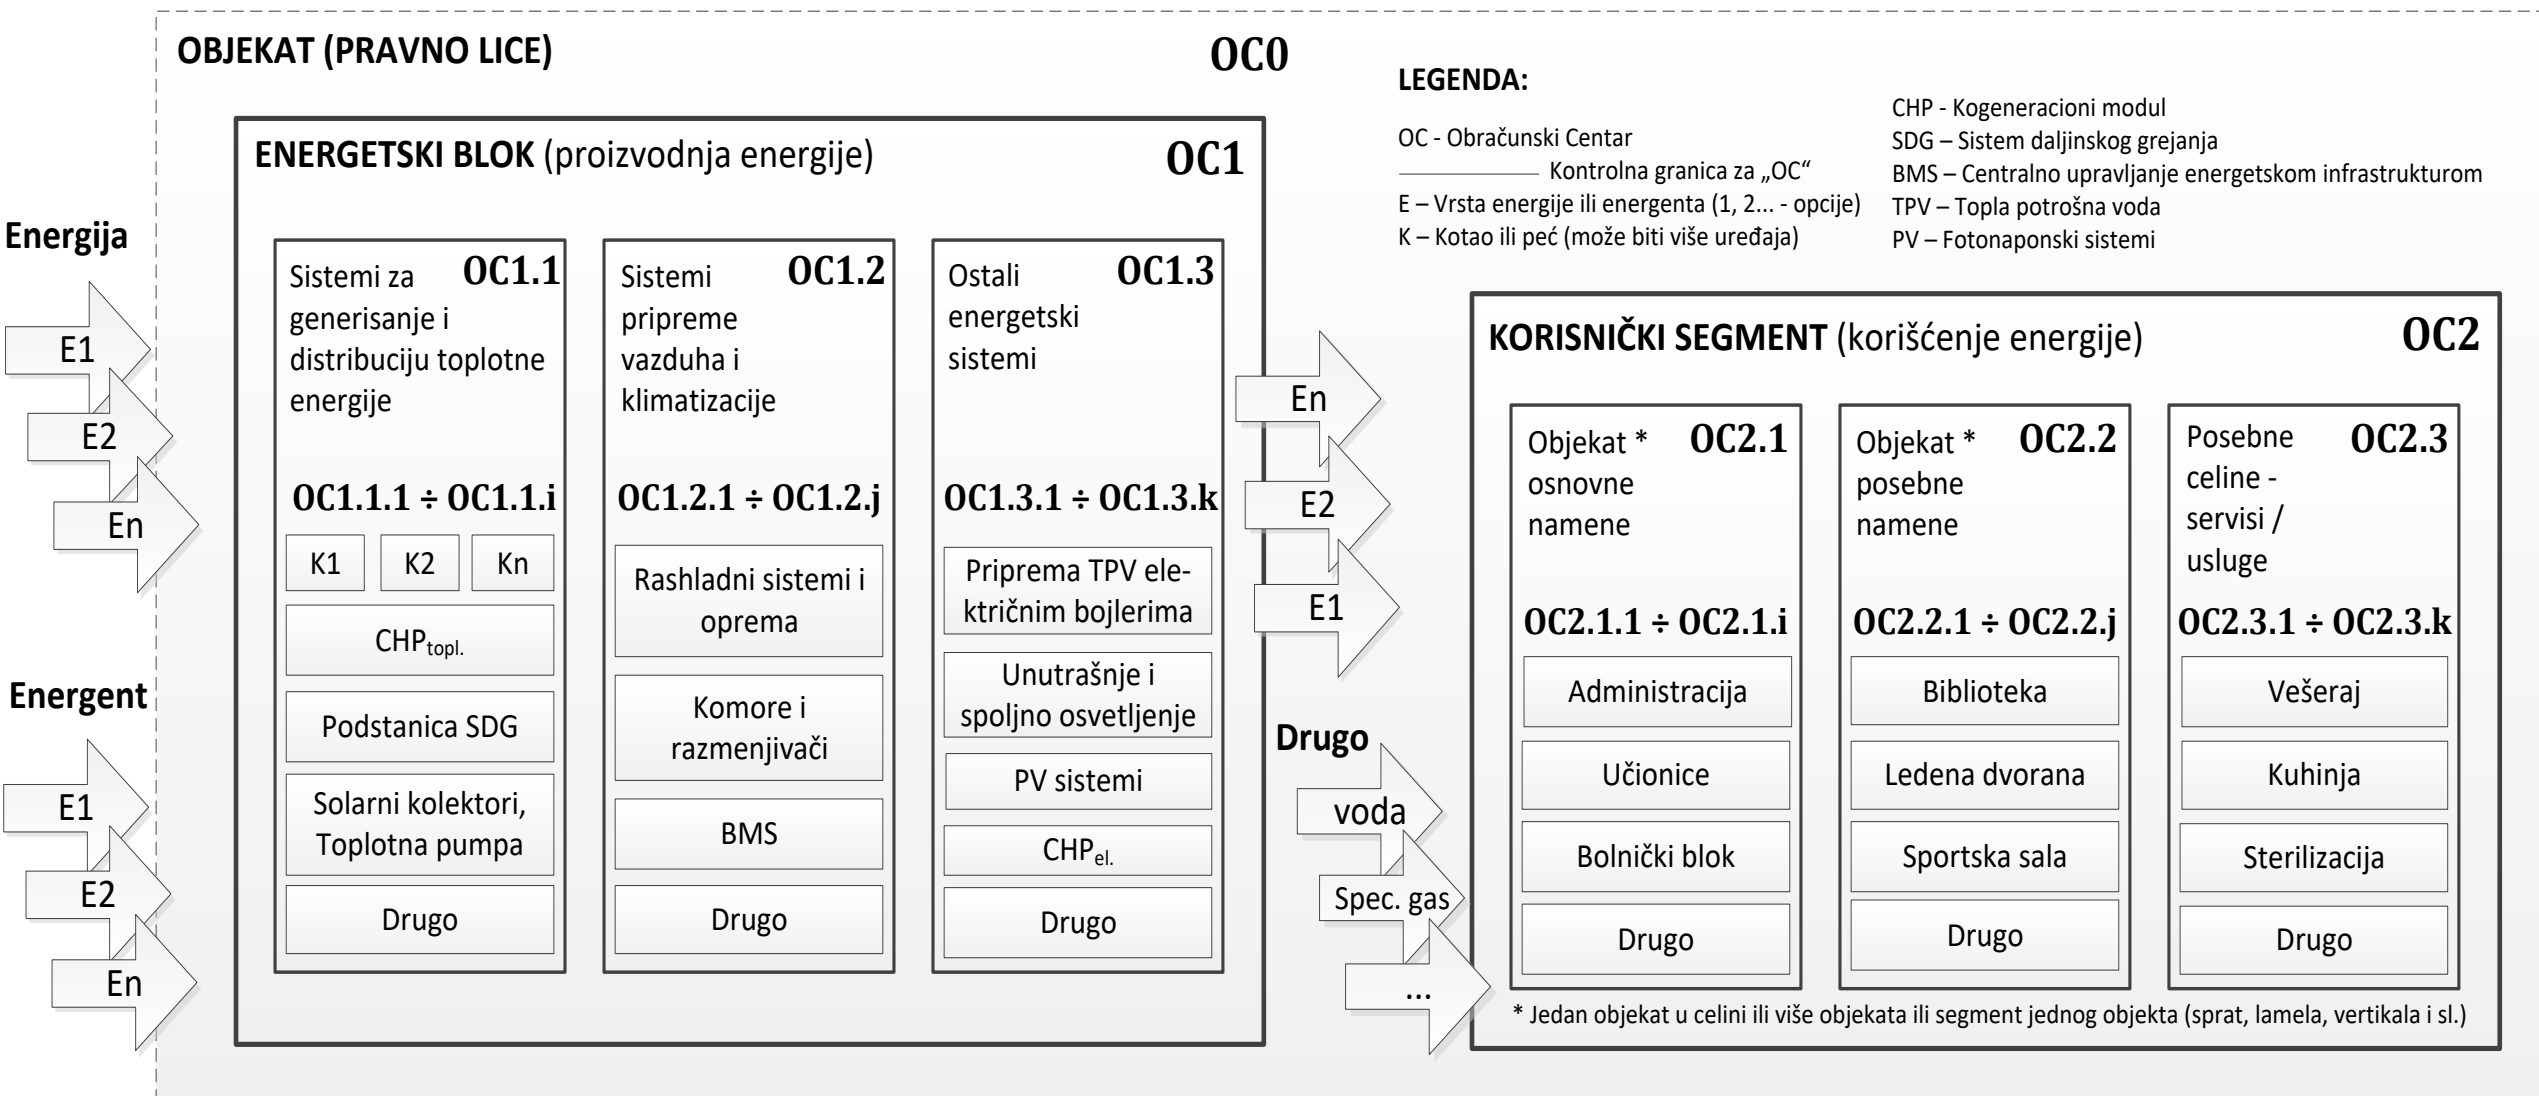 OBJEKAT (PRAVNO LICE)
OC0
LEGENDA:
OC - Obračunski Centar
Kontrolna granica za „OC“
E – Vrsta energije ili energenta (1, 2... - opcije)
K – Kotao ili peć (može biti više uređaja)
CHP - Kogeneracioni modul
SDG – Sistem daljinskog grejanja
BMS – Centralno upravljanje energetskom infrastrukturom
TPV – Topla potrošna voda
PV – Fotonaponski sistemi
Energija
E1
E2
En
Energent
E1
E2
En
ENERGETSKI BLOK (proizvodnja energije)
OC1
Sistemi za
generisanje i
distribuciju toplotne
energije
OC1.1
OC1.1.1 ÷ OC1.1.i
K1
K2
Kn
CHPtopl.
Podstanica SDG
Solarni kolektori,
Toplotna pumpa
Drugo
Sistemi
pripreme
vazduha i
klimatizacije
OC1.2
OC1.2.1 ÷ OC1.2.j
Rashladni sistemi i
oprema
Komore i
razmenjivači
BMS
Drugo
Ostali
energetski
sistemi
OC1.3
OC1.3.1 ÷ OC1.3.k
Priprema TPV ele-
ktričnim bojlerima
Unutrašnje i
spoljno osvetljenje
PV sistemi
CHPel.
Drugo
En
E2
E1
Drugo
voda
Spec. gas
...
KORISNIČKI SEGMENT (korišćenje energije)
OC2
Objekat *
osnovne
namene
OC2.1
OC2.1.1 ÷ OC2.1.i
Administracija
Učionice
Bolnički blok
Drugo
Objekat *
posebne
namene
OC2.2
OC2.2.1 ÷ OC2.2.j
Biblioteka
Ledena dvorana
Sportska sala
Drugo
Posebne
celine -
servisi /
usluge
OC2.3
OC2.3.1 ÷ OC2.3.k
Vešeraj
Kuhinja
Sterilizacija
Drugo
* Jedan objekat u celini ili više objekata ili segment jednog objekta (sprat, lamela, vertikala i sl.)